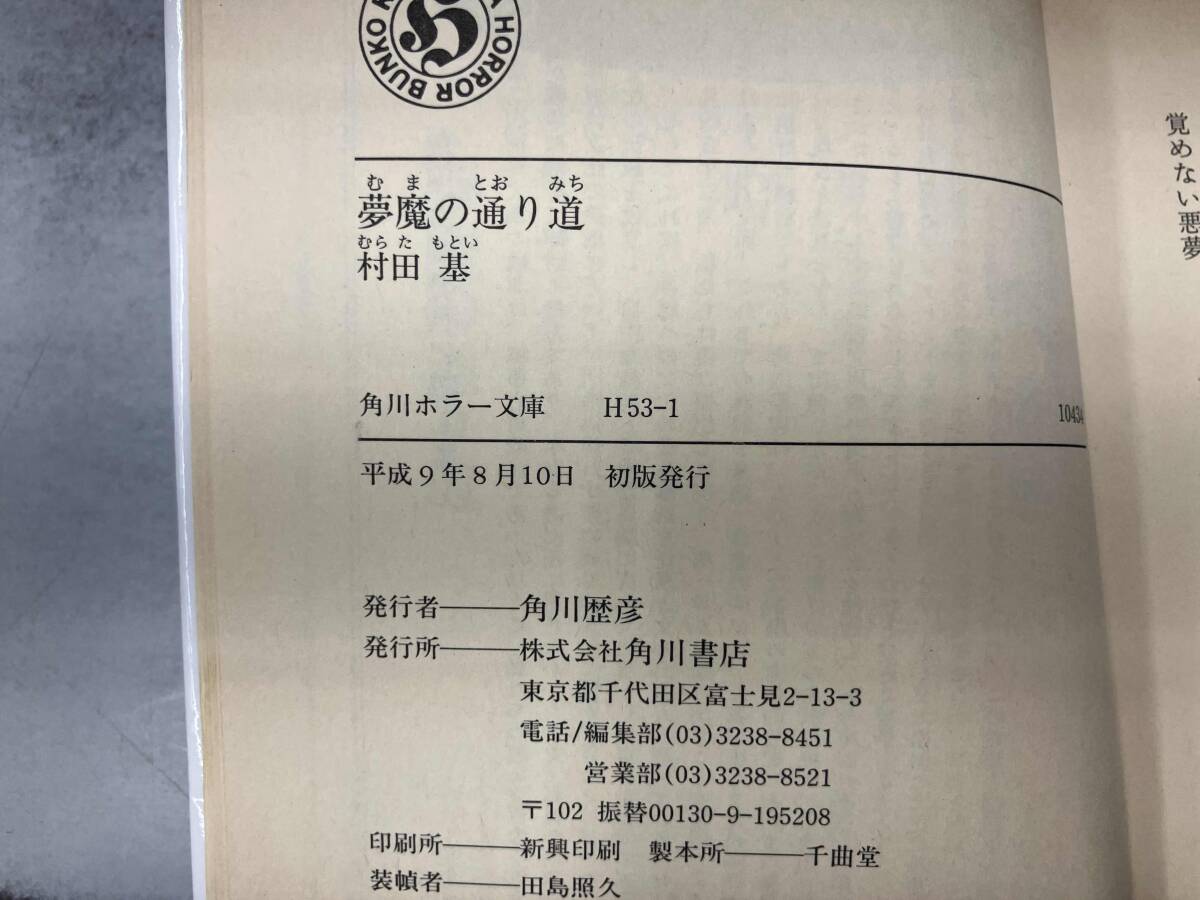 HORROR BUNKO
むま とお みち
夢魔の通り道
むらた もとい
村田 基
角川ホラー文庫 H53-1 10434
平成9年8月10日 初版発行
発行者――角川歴彦
発行所――株式会社角川書店
東京都千代田区富士見2-13-3
電話/編集部(03)3238-8451
営業部(03)3238-8521
〒102 振替00130-9-195208
印刷所――新興印刷 製本所――千曲堂
装幀者――田島照久
覚めない悪夢